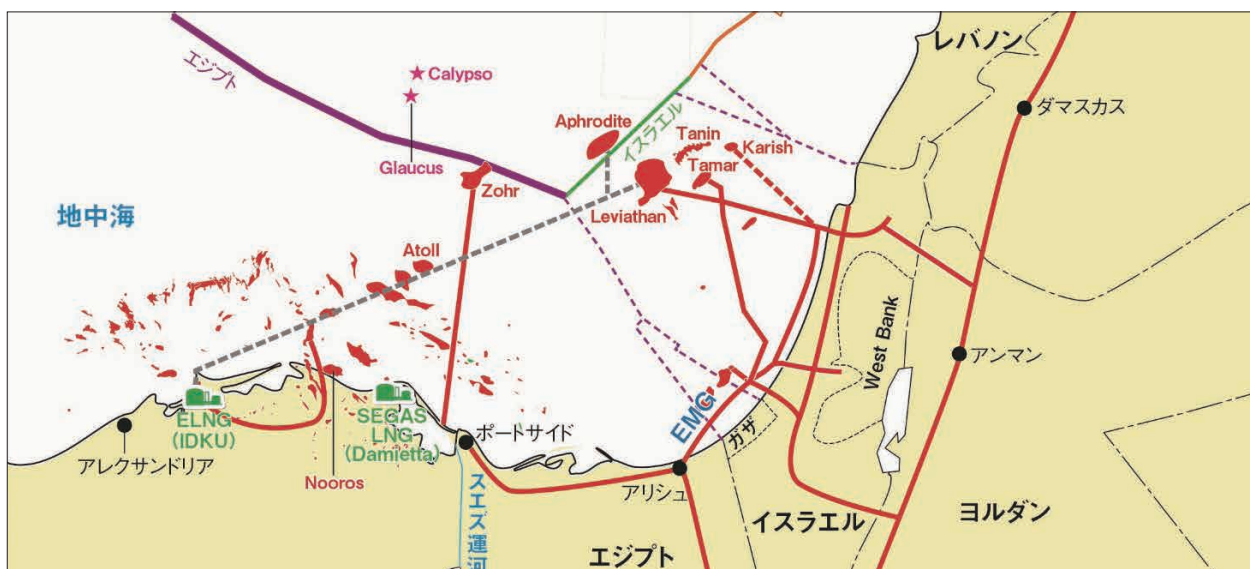 レバノン
エジプト
Calypso
ダマスカス
Aphrodite
イスラエル
Tanin
Karish
Glaucus
Zohr
Tamar
Leviathan
地中海
Atoll
West Bank
アンマン
ELNG
(IDKU)
SEGAS
LNG
(Damietta)
ポートサイド
EMG
ガザ
アレクサンドリア
Nooros
スエズ運河
アリシュ
イスラエル
ヨルダン
エジプト